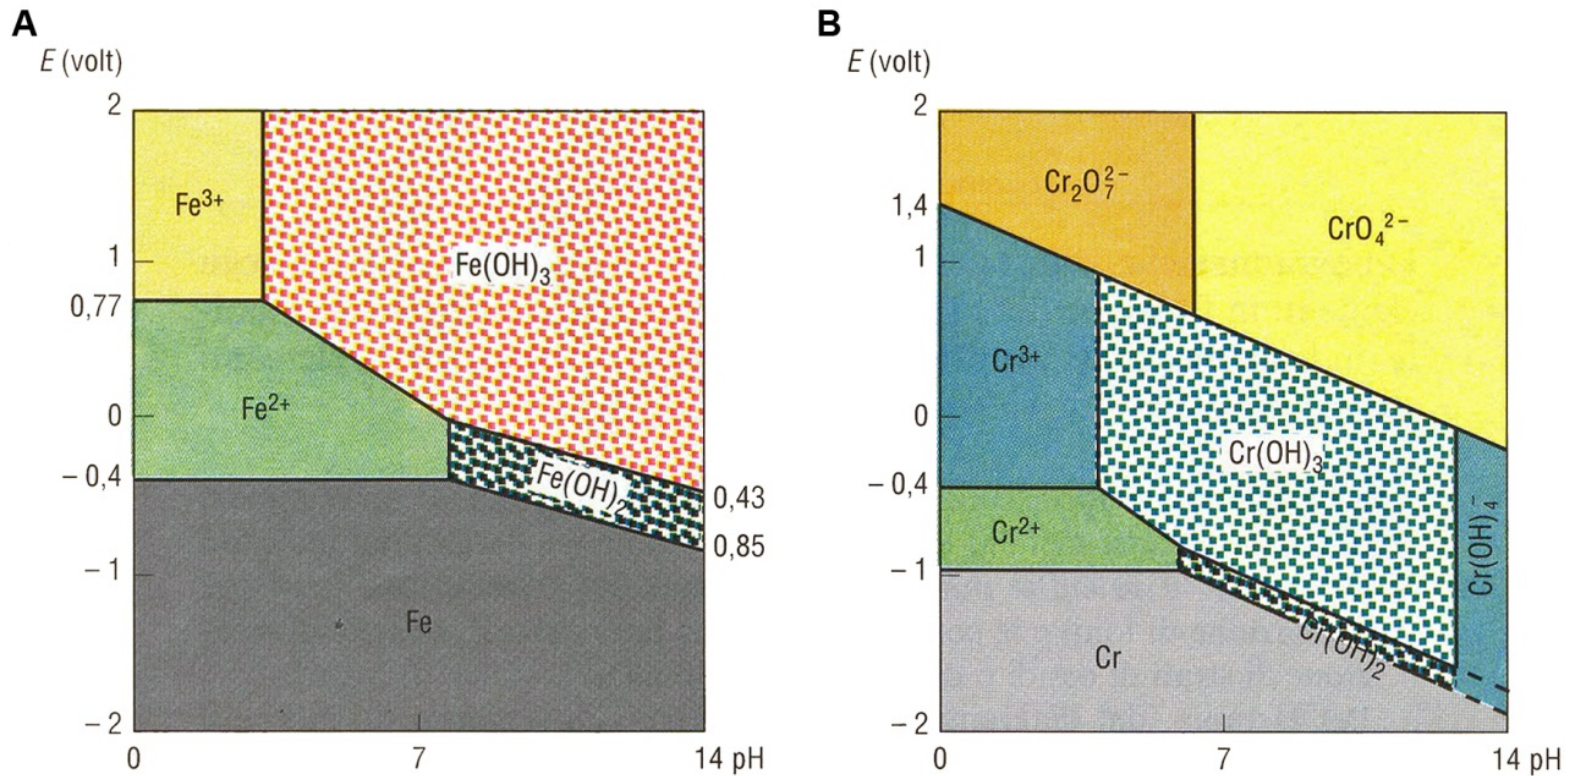 A
E (volt)
2
1
0,77
0
– 0,4
– 1
– 2
0
7
14 pH
0,43
0,85
Fe³⁺
Fe(OH)₃
Fe²⁺
Fe(OH)₂
Fe
B
E (volt)
2
1,4
1
0
– 0,4
– 1
– 2
0
7
14 pH
Cr₂O₇²⁻
CrO₄²⁻
Cr³⁺
Cr(OH)₃
Cr(OH)₄⁻
Cr²⁺
Cr(OH)₂
Cr